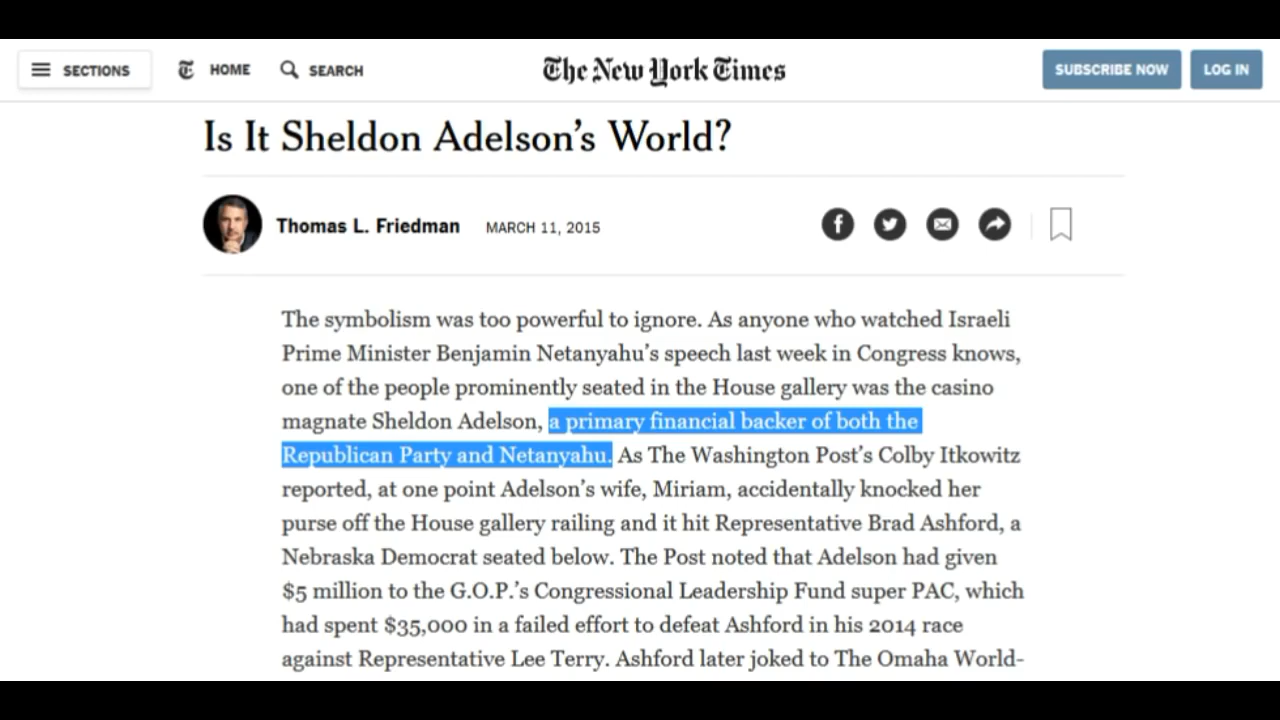 SECTIONS HOME SEARCH The New York Times SUBSCRIBE NOW LOG IN
Is It Sheldon Adelson's World?
Thomas L. Friedman MARCH 11, 2015
The symbolism was too powerful to ignore. As anyone who watched Israeli
Prime Minister Benjamin Netanyahu's speech last week in Congress knows,
one of the people prominently seated in the House gallery was the casino
magnate Sheldon Adelson, a primary financial backer of both the
Republican Party and Netanyahu. As The Washington Post's Colby Itkowitz
reported, at one point Adelson's wife, Miriam, accidentally knocked her
purse off the House gallery railing and it hit Representative Brad Ashford, a
Nebraska Democrat seated below. The Post noted that Adelson had given
$5 million to the G.O.P.'s Congressional Leadership Fund super PAC, which
had spent $35,000 in a failed effort to defeat Ashford in his 2014 race
against Representative Lee Terry. Ashford later joked to The Omaha World-